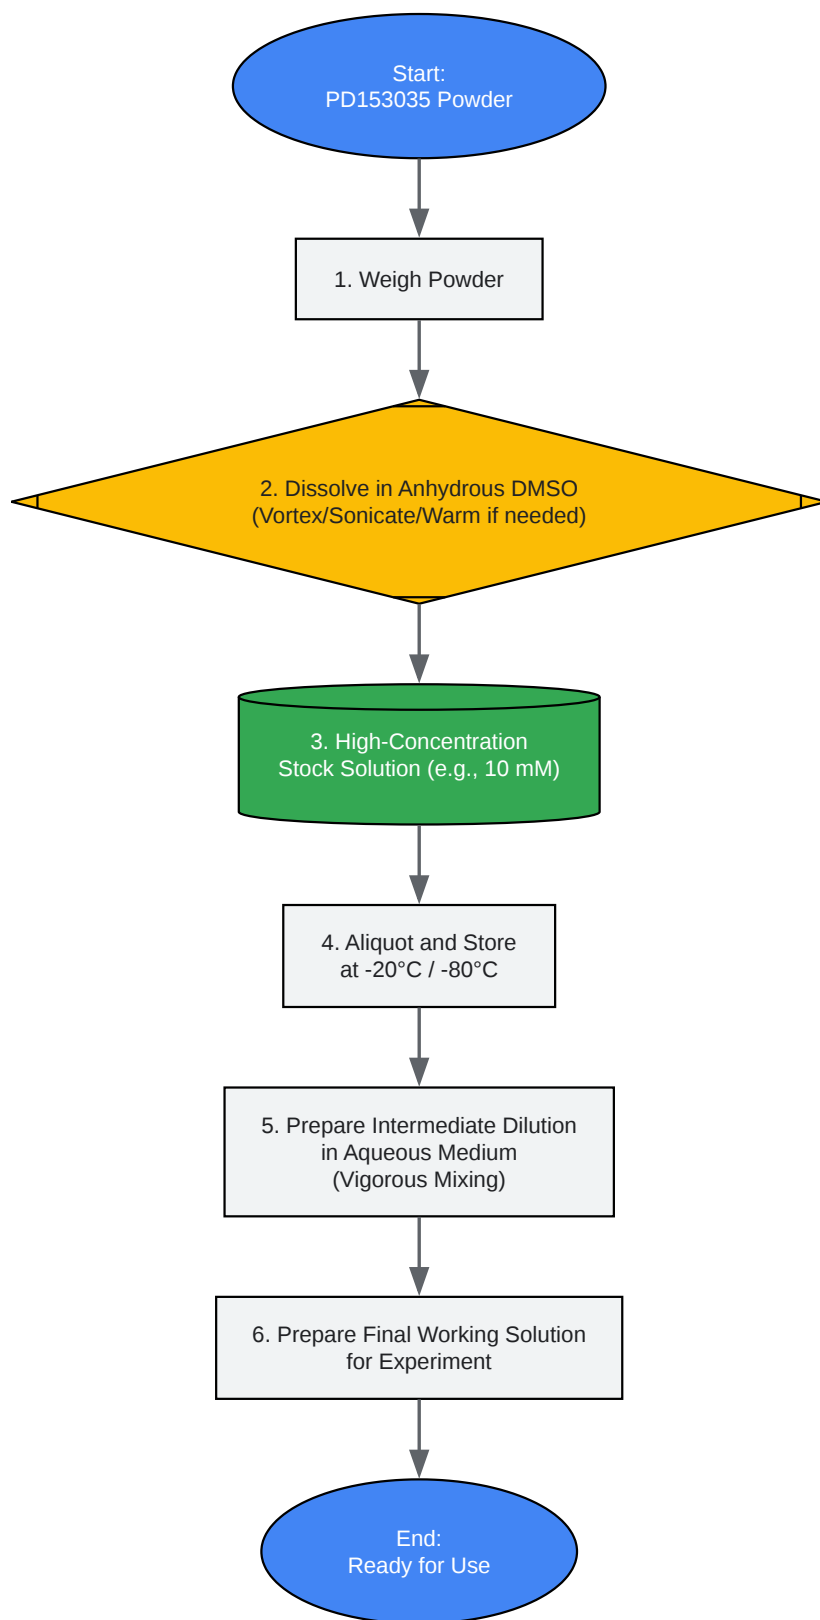 Start:
PD153035 Powder
1. Weigh Powder
2. Dissolve in Anhydrous DMSO
(Vortex/Sonicate/Warm if needed)
3. High-Concentration
Stock Solution (e.g., 10 mM)
4. Aliquot and Store
at -20°C / -80°C
5. Prepare Intermediate Dilution
in Aqueous Medium
(Vigorous Mixing)
6. Prepare Final Working Solution
for Experiment
End:
Ready for Use